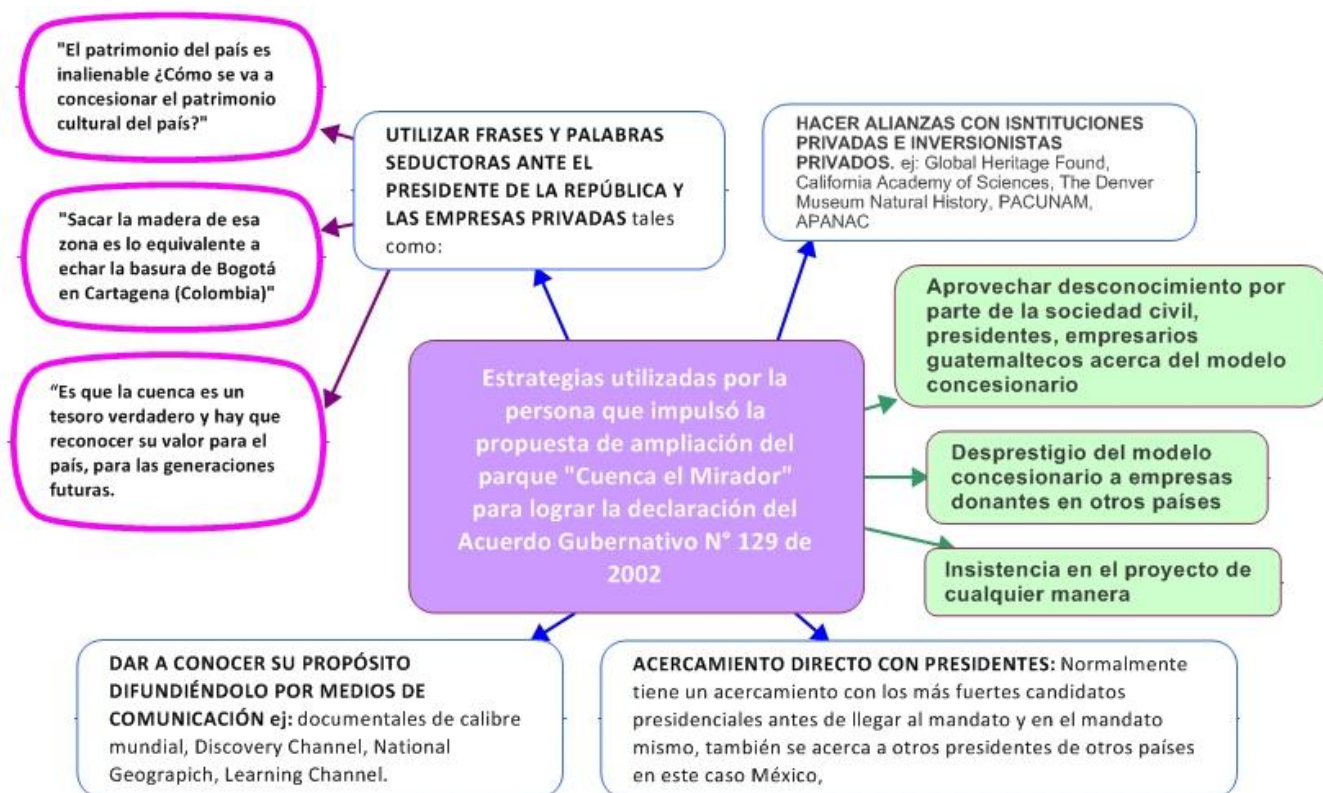 "El patrimonio del país es
inalienable ¿Cómo se va a
concesionar el patrimonio
cultural del país?"
"Sacar la madera de esa
zona es lo equivalente a
echar la basura de Bogotá
en Cartagena (Colombia)"
“Es que la cuenca es un
tesoro verdadero y hay que
reconocer su valor para el
país, para las generaciones
futuras.
UTILIZAR FRASES Y PALABRAS
SEDUCTORAS ANTE EL
PRESIDENTE DE LA REPÚBLICA Y
LAS EMPRESAS PRIVADAS tales
como:
HACER ALIANZAS CON ISNTITUCIONES
PRIVADAS E INVERSIONISTAS
PRIVADOS. ej: Global Heritage Found,
California Academy of Sciences, The Denver
Museum Natural History, PACUNAM,
APANAC
Estrategias utilizadas por la
persona que impulsó la
propuesta de ampliación del
parque "Cuenca el Mirador"
para lograr la declaración del
Acuerdo Gubernativo N° 129 de
2002
Aprovechar desconocimiento por
parte de la sociedad civil,
presidentes, empresarios
guatemaltecos acerca del modelo
concesionario
Desprestigio del modelo
concesionario a empresas
donantes en otros países
Insistencia en el proyecto de
cualquier manera
DAR A CONOCER SU PROPÓSITO
DIFUNDIÉNDOLO POR MEDIOS DE
COMUNICACIÓN ej: documentales de calibre
mundial, Discovery Channel, National
Geograpich, Learning Channel.
ACERCAMIENTO DIRECTO CON PRESIDENTES: Normalmente
tiene un acercamiento con los más fuertes candidatos
presidenciales antes de llegar al mandato y en el mandato
mismo, también se acerca a otros presidentes de otros países
en este caso México,